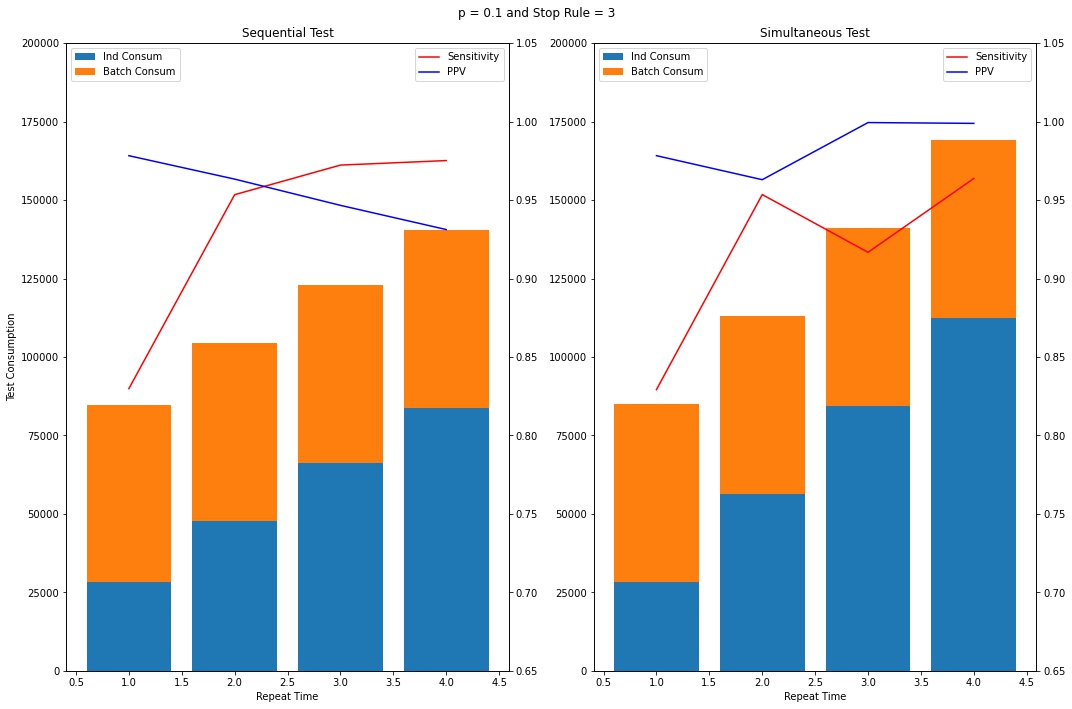 p = 0.1 and Stop Rule = 3
Sequential Test
Ind Consum
Batch Consum
Sensitivity
PPV
200000
175000
150000
125000
100000
75000
50000
25000
0
Test Consumption
1.05
1.00
0.95
0.90
0.85
0.80
0.75
0.70
0.65
0.5 1.0 1.5 2.0 2.5 3.0 3.5 4.0 4.5
Repeat Time
Simultaneous Test
Ind Consum
Batch Consum
Sensitivity
PPV
200000
175000
150000
125000
100000
75000
50000
25000
0
1.05
1.00
0.95
0.90
0.85
0.80
0.75
0.70
0.65
0.5 1.0 1.5 2.0 2.5 3.0 3.5 4.0 4.5
Repeat Time